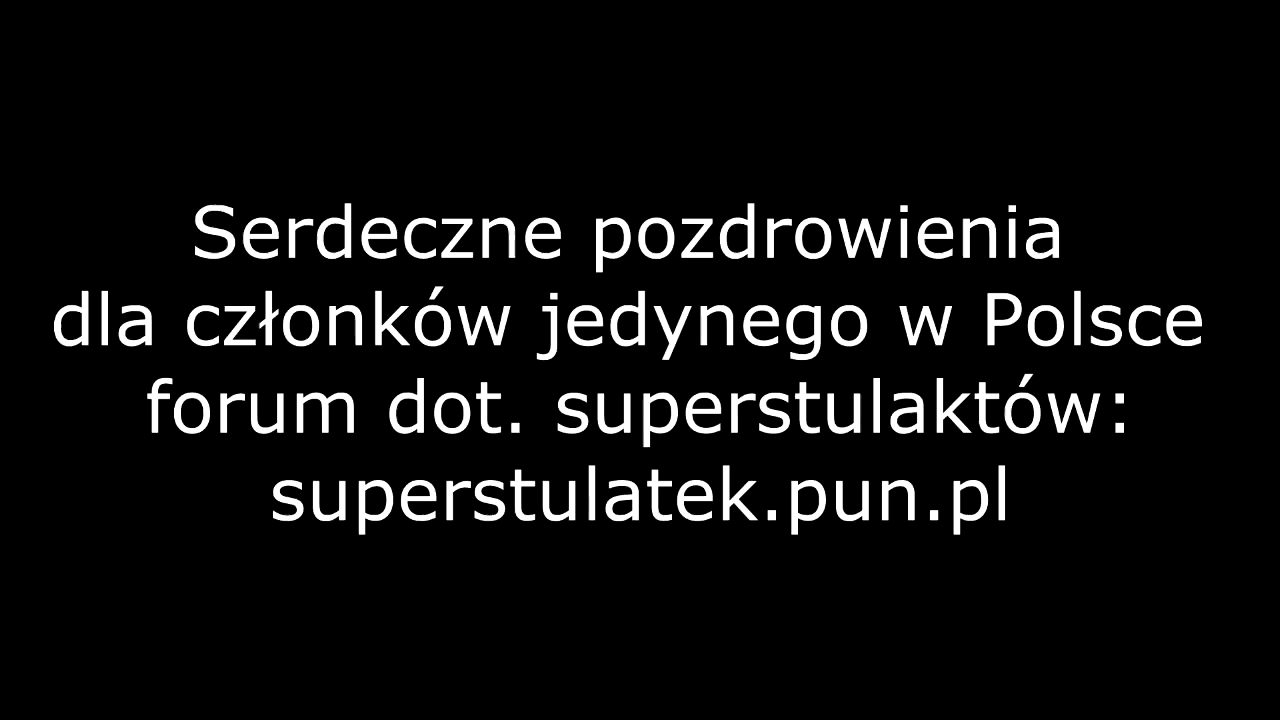 Serdeczne pozdrowienia
dla członków jedynego w Polsce
forum dot. superstulaktów:
superstulatek.pun.pl